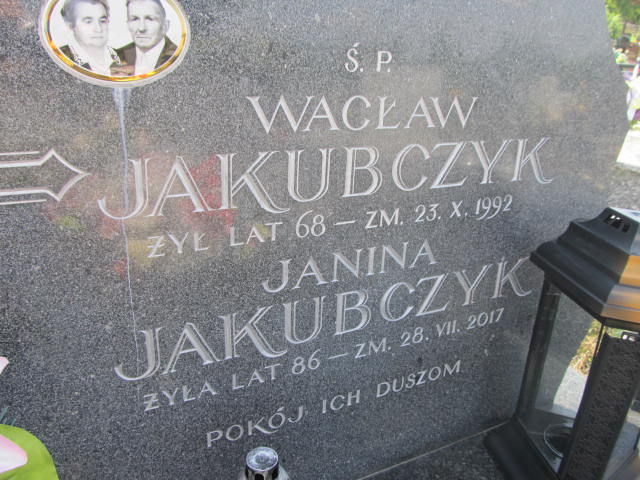 Ś. P.
WACŁAW
JAKUBCZYK
ŻYŁ LAT 68 – ZM. 23. X. 1992
JANINA
JAKUBCZYK
ŻYŁA LAT 86 – ZM. 28. VII. 2017
POKÓJ ICH DUSZOM